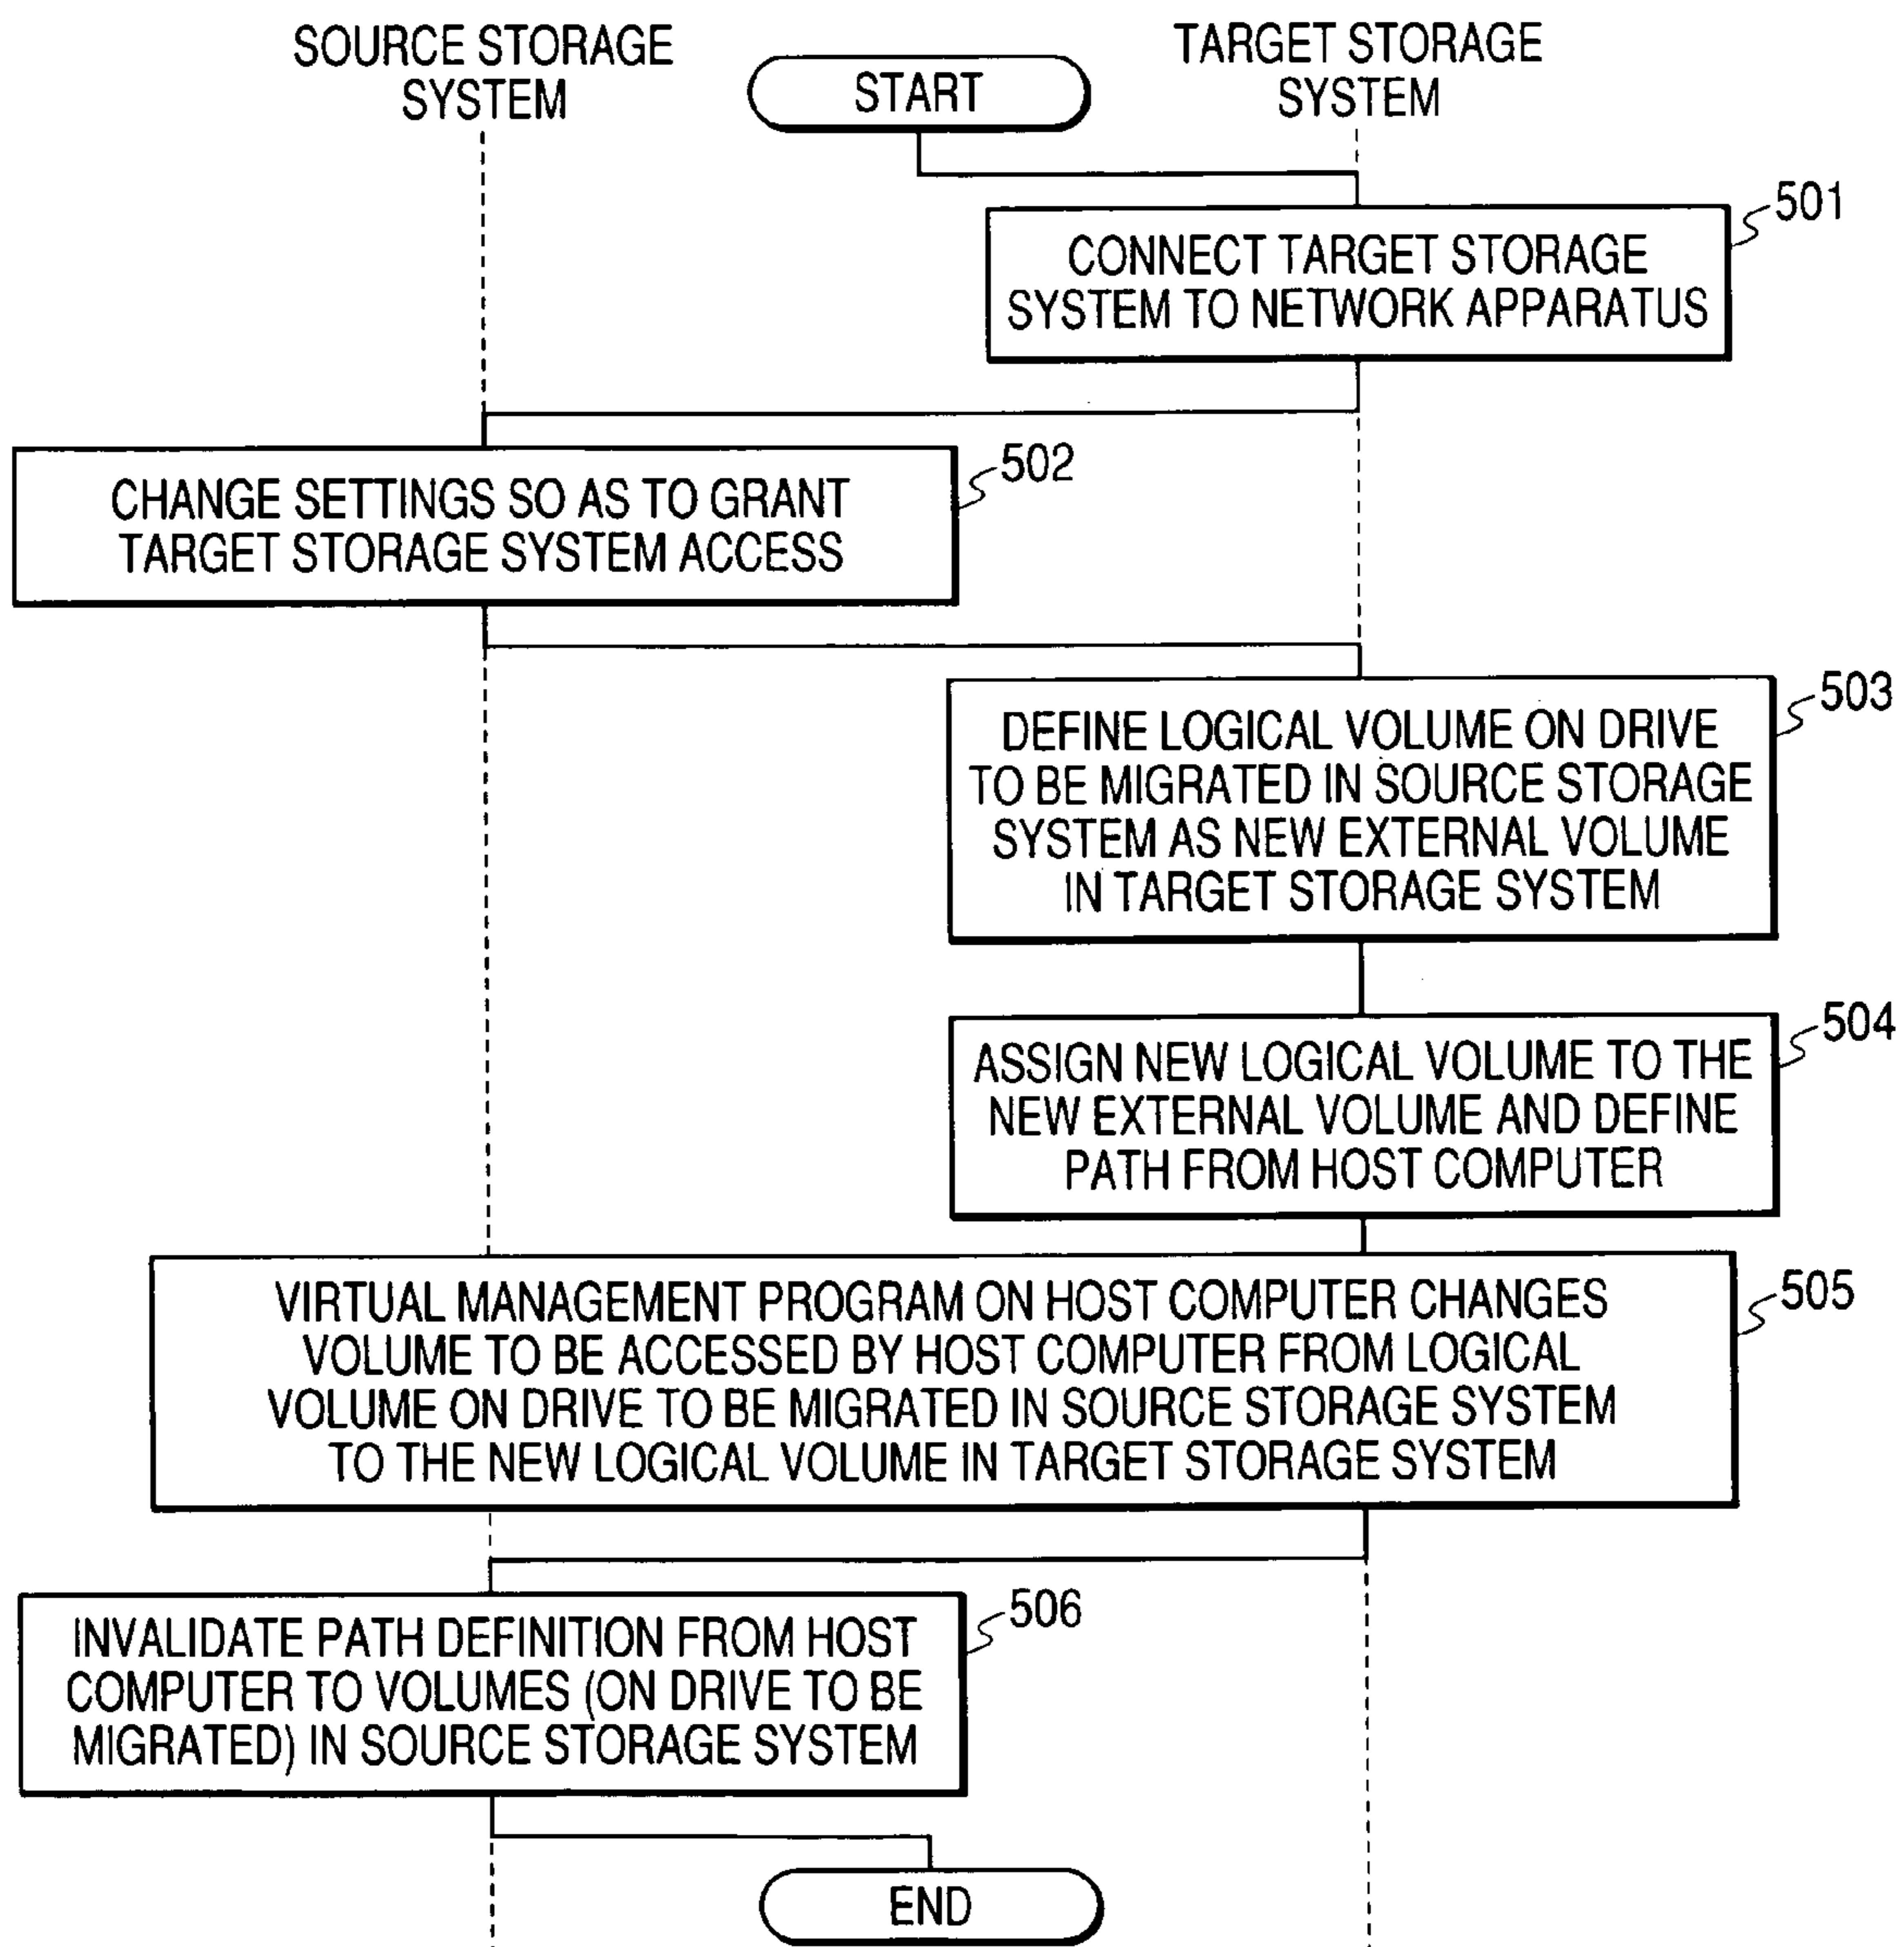 SOURCE STORAGE
SYSTEM
START
TARGET STORAGE
SYSTEM
501
CONNECT TARGET STORAGE
SYSTEM TO NETWORK APPARATUS
502
CHANGE SETTINGS SO AS TO GRANT
TARGET STORAGE SYSTEM ACCESS
503
DEFINE LOGICAL VOLUME ON DRIVE
TO BE MIGRATED IN SOURCE STORAGE
SYSTEM AS NEW EXTERNAL VOLUME
IN TARGET STORAGE SYSTEM
504
ASSIGN NEW LOGICAL VOLUME TO THE
NEW EXTERNAL VOLUME AND DEFINE
PATH FROM HOST COMPUTER
505
VIRTUAL MANAGEMENT PROGRAM ON HOST COMPUTER CHANGES
VOLUME TO BE ACCESSED BY HOST COMPUTER FROM LOGICAL
VOLUME ON DRIVE TO BE MIGRATED IN SOURCE STORAGE SYSTEM
TO THE NEW LOGICAL VOLUME IN TARGET STORAGE SYSTEM
506
INVALIDATE PATH DEFINITION FROM HOST
COMPUTER TO VOLUMES (ON DRIVE TO BE
MIGRATED) IN SOURCE STORAGE SYSTEM
END